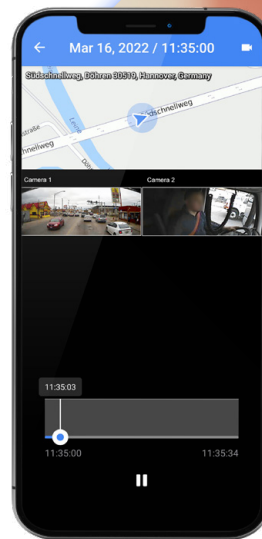 Mar 16, 2022 / 11:35:00
Südschnellweg, Döhren 30519, Hannover, Germany
Südschnellweg
Leine
Camera 1
Camera 2
11:35:03
11:35:00
11:35:34